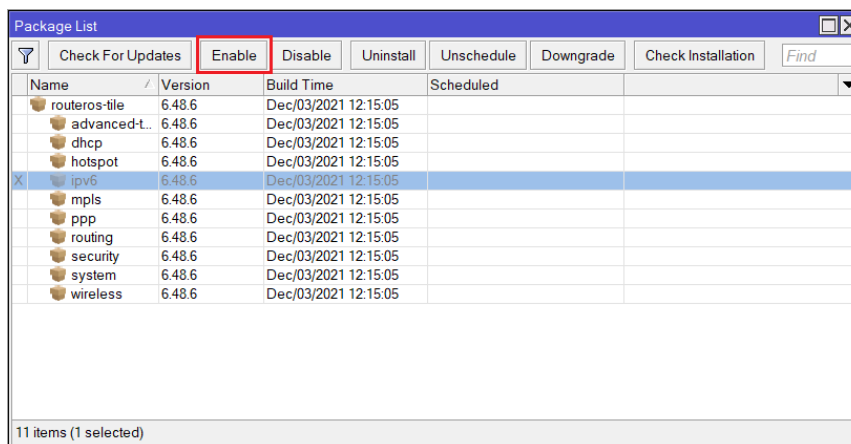 Package List
Check For Updates Enable Disable Uninstall Unschedule Downgrade Check Installation Find
Name Version Build Time Scheduled
routeros-tile 6.48.6 Dec/03/2021 12:15:05
advanced-t... 6.48.6 Dec/03/2021 12:15:05
dhcp 6.48.6 Dec/03/2021 12:15:05
hotspot 6.48.6 Dec/03/2021 12:15:05
X ipv6 6.48.6 Dec/03/2021 12:15:05
mpls 6.48.6 Dec/03/2021 12:15:05
ppp 6.48.6 Dec/03/2021 12:15:05
routing 6.48.6 Dec/03/2021 12:15:05
security 6.48.6 Dec/03/2021 12:15:05
system 6.48.6 Dec/03/2021 12:15:05
wireless 6.48.6 Dec/03/2021 12:15:05
11 items (1 selected)